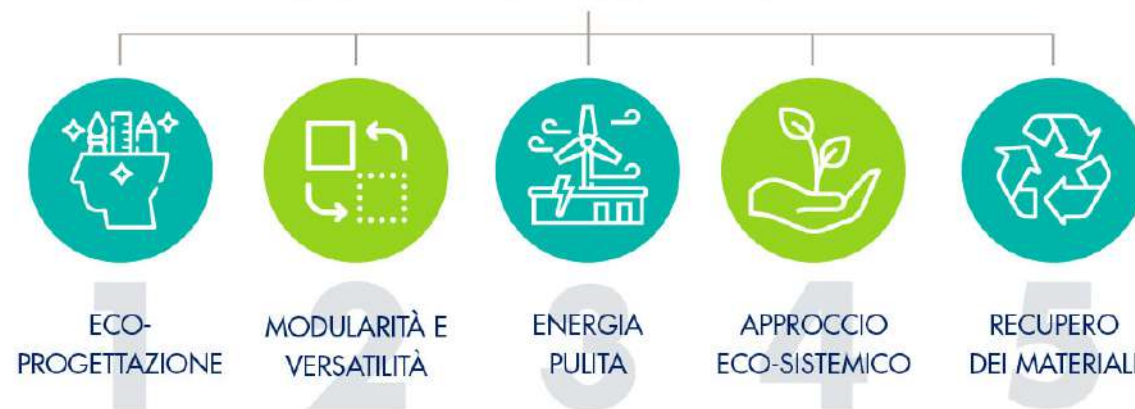 1
ECO-
PROGETTAZIONE
2
MODULARITÀ E
VERSATILITÀ
3
ENERGIA
PULITA
4
APPROCCIO
ECO-SISTEMICO
5
RECUPERO
DEI MATERIALI